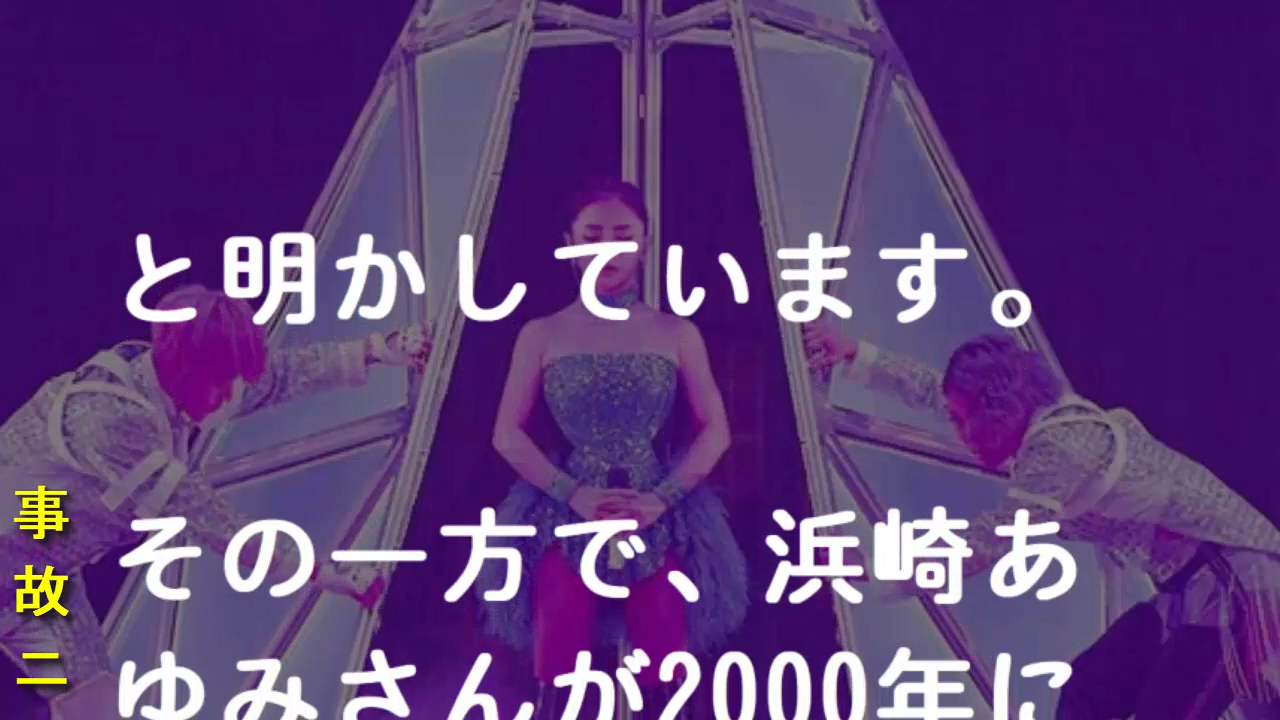 と明かしています。
その一方で、浜崎あ
ゆみさんが2000年に
事故二